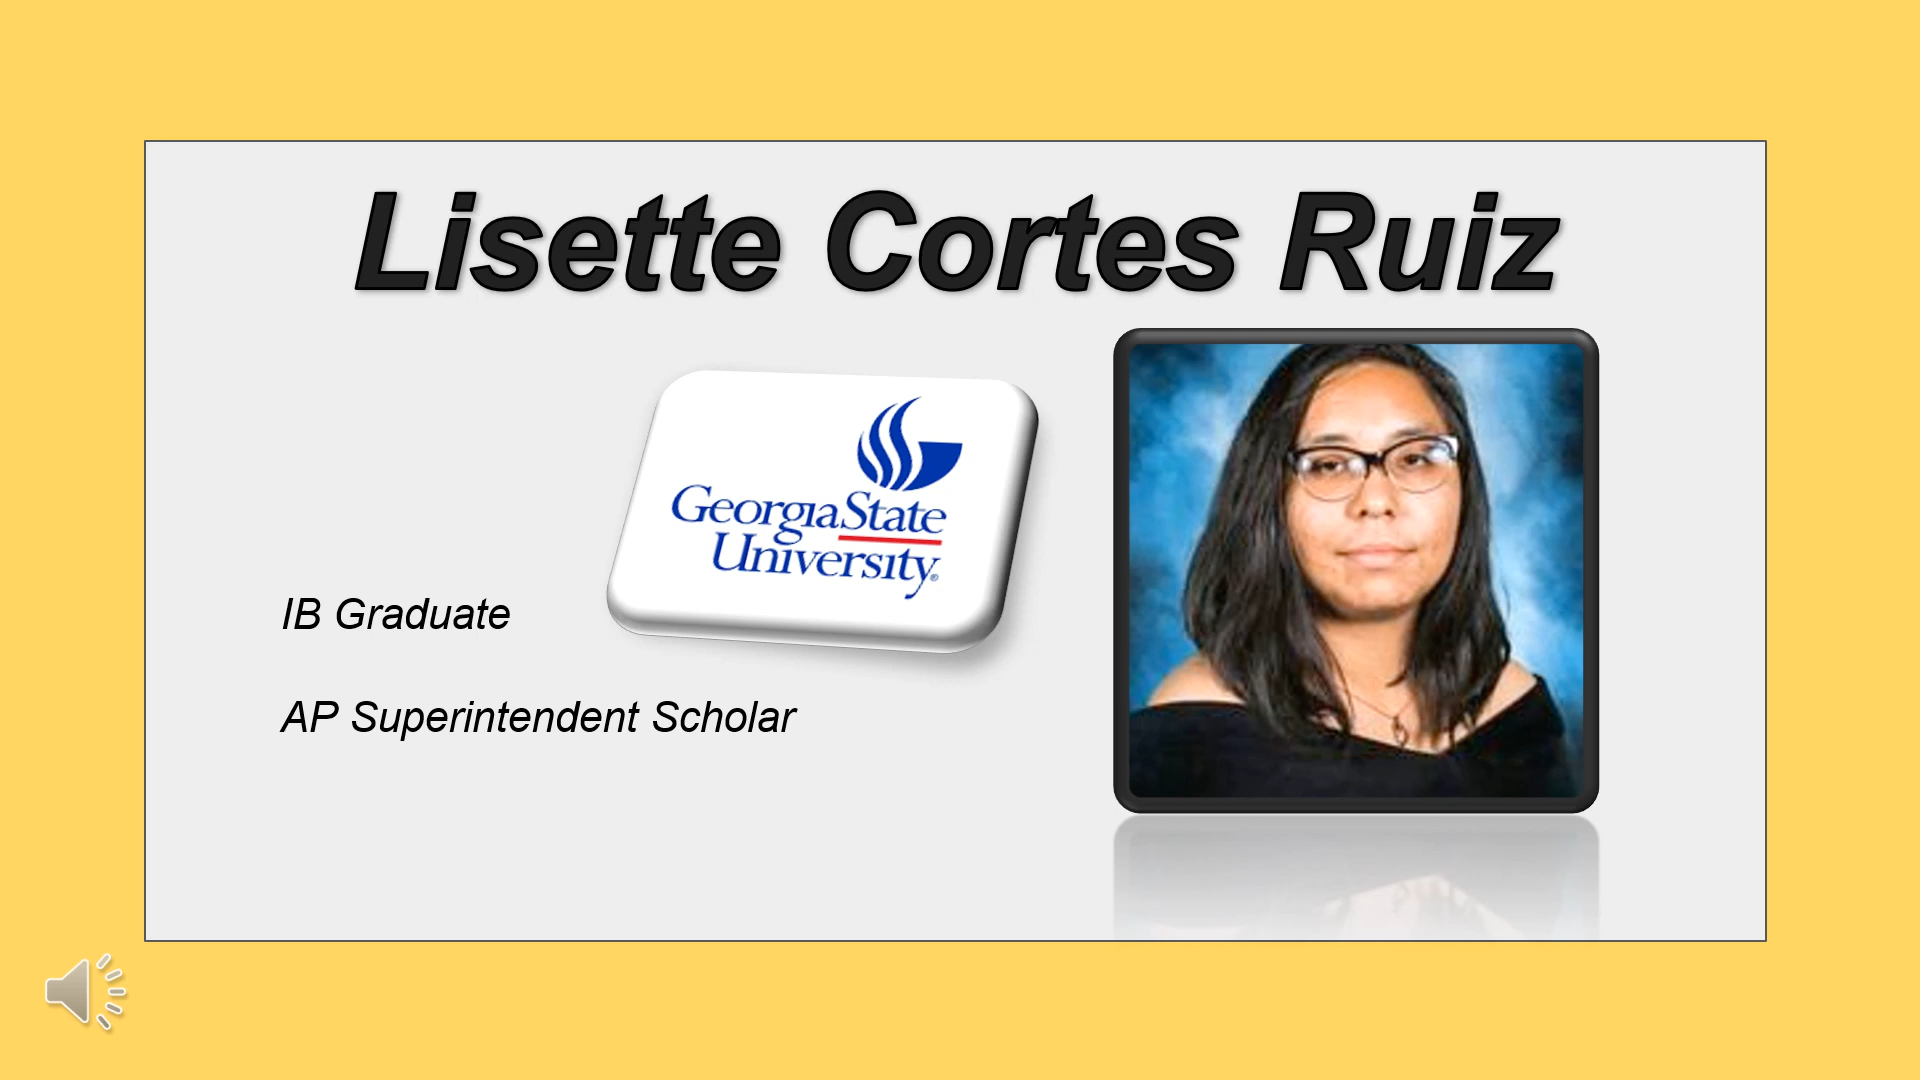 Lisette Cortes Ruiz
GeorgiaState
University®
IB Graduate
AP Superintendent Scholar